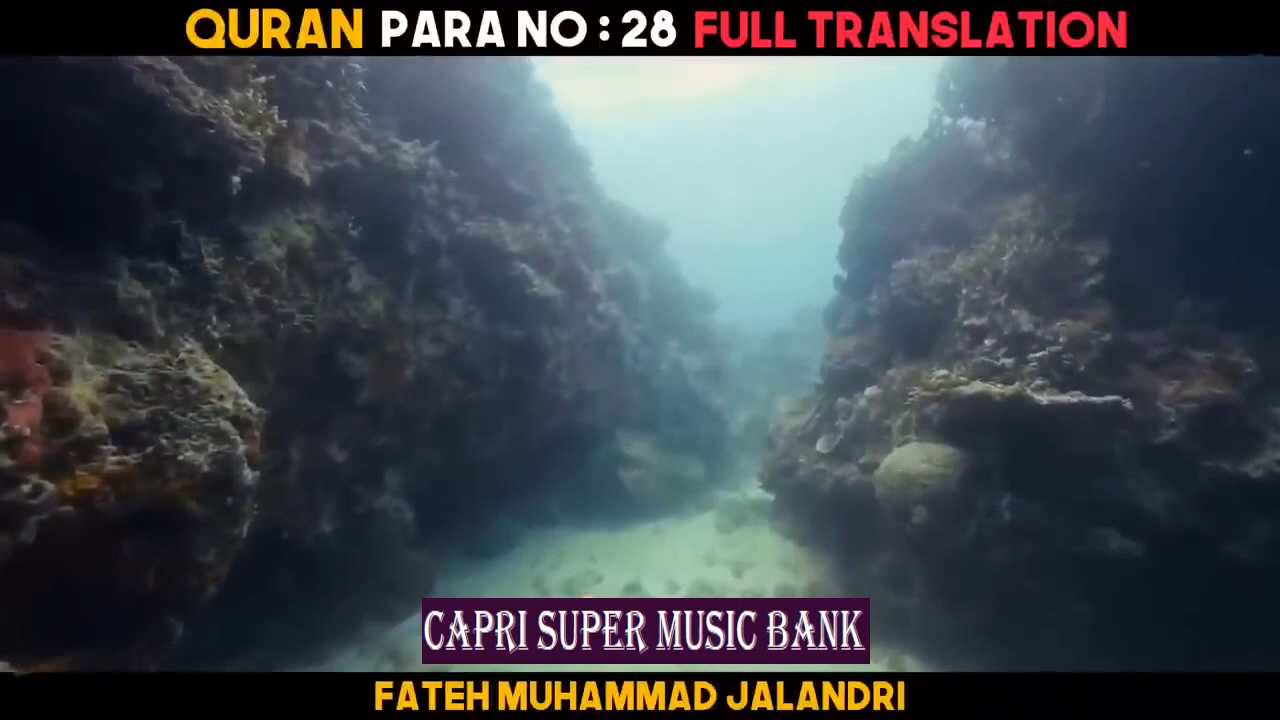 QURAN PARA NO : 28 FULL TRANSLATION
CAPRI SUPER MUSIC BANK
FATEH MUHAMMAD JALANDRI